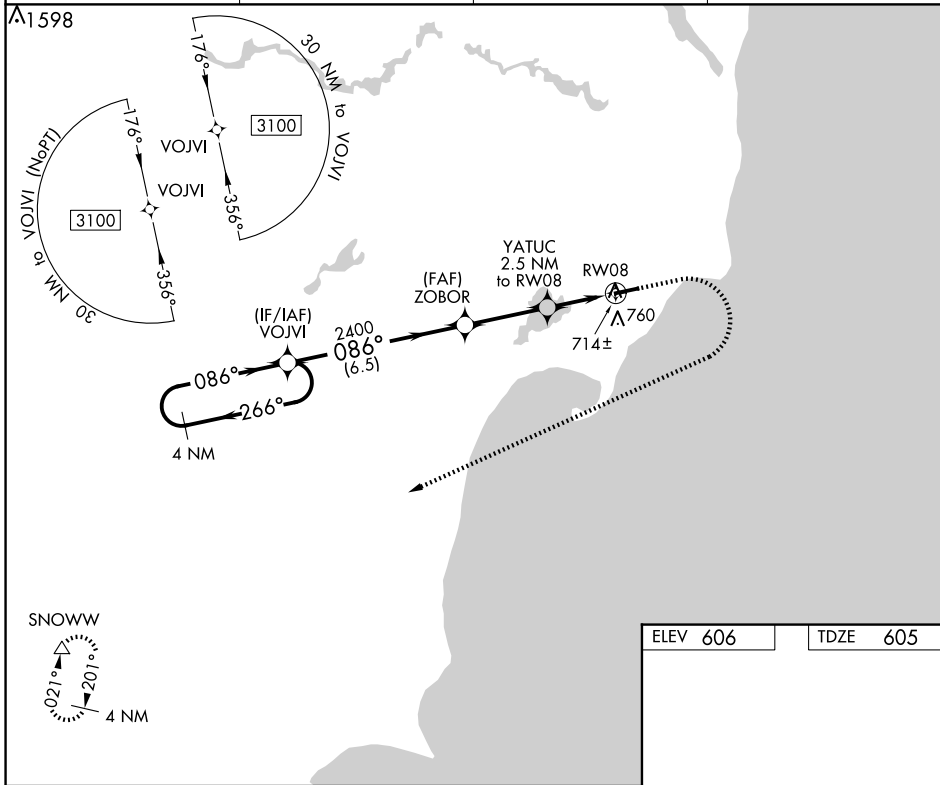 1598
176°
30 NM to VOJVI
3100
VOJVI
356°
30 NM to VOJVI (NoPT)
176°
VOJVI
3100
356°
YATUC
2.5 NM
to RW08
RW08
(FAF)
ZOBOR
760
714±
(IF/IAF)
VOJVI
2400
086°
(6.5)
086°
266°
4 NM
SNOWW
021°
201°
4 NM
ELEV 606
TDZE 605